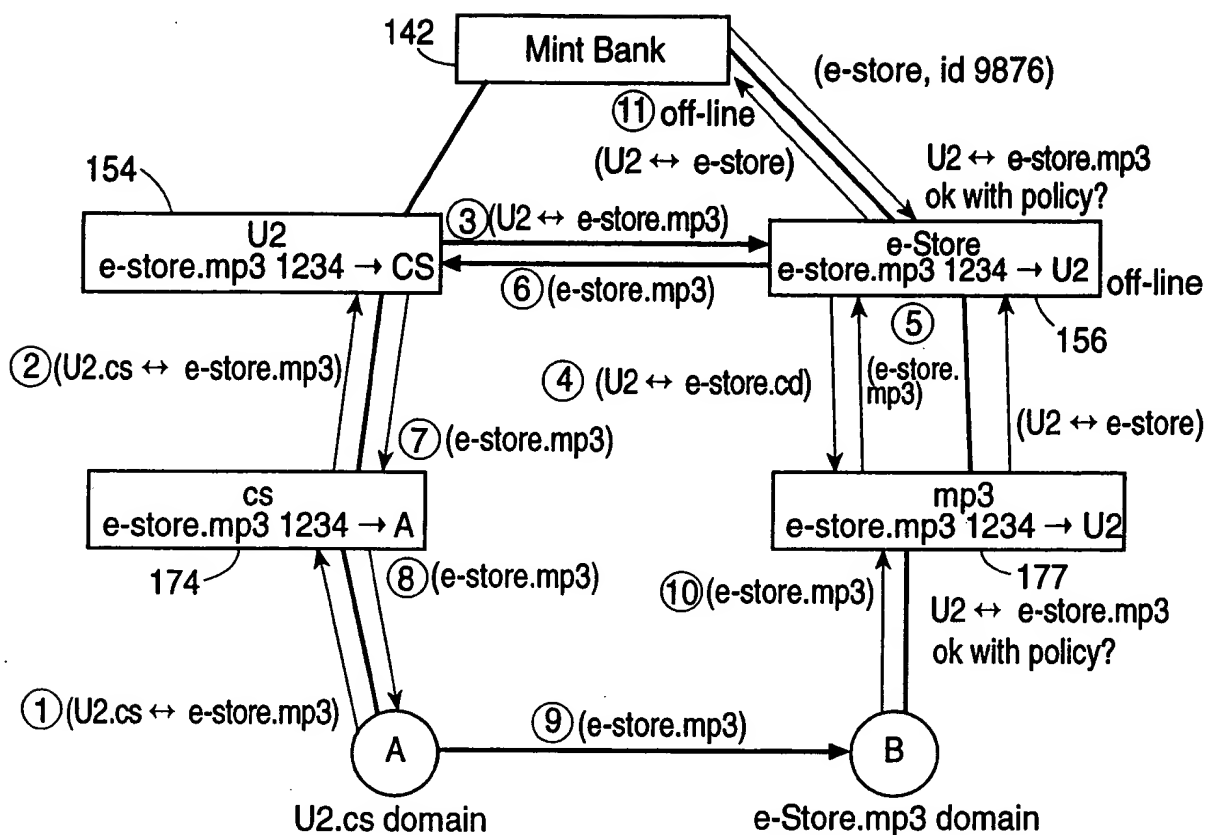 142
Mint Bank
(e-store, id 9876)
11 off-line
(U2 ↔ e-store)
U2 ↔ e-store.mp3
ok with policy?
154
U2
e-store.mp3 1234 → CS
3 (U2 ↔ e-store.mp3)
6 (e-store.mp3)
e-Store
e-store.mp3 1234 → U2
off-line
156
2 (U2.cs ↔ e-store.mp3)
4 (U2 ↔ e-store.cd)
5
(e-store.
mp3)
(U2 ↔ e-store)
7 (e-store.mp3)
cs
e-store.mp3 1234 → A
174
mp3
e-store.mp3 1234 → U2
177
8 (e-store.mp3)
10 (e-store.mp3)
U2 ↔ e-store.mp3
ok with policy?
1 (U2.cs ↔ e-store.mp3)
9 (e-store.mp3)
A
B
U2.cs domain
e-Store.mp3 domain